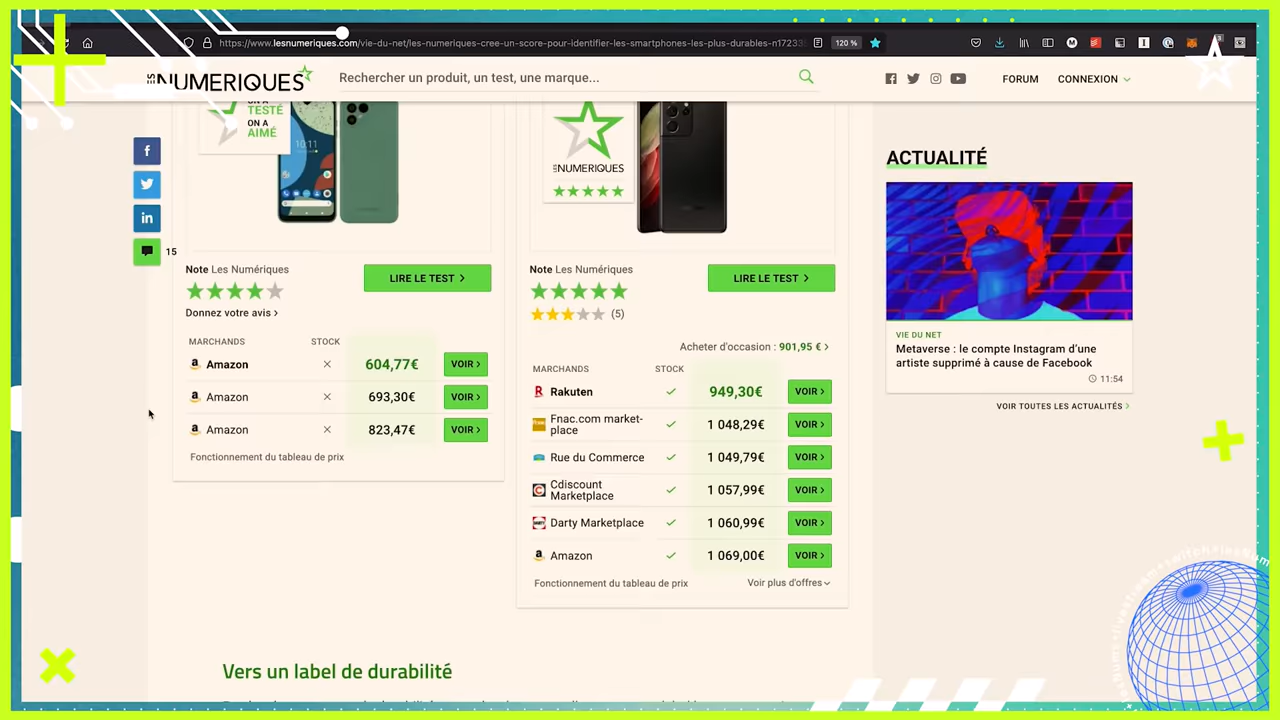 https://www.lesnumeriques.com/vie-du-net/les-numeriques-cree-un-score-pour-identifier-les-smartphones-les-plus-durables-n17233
120 %
LES NUMERIQUES
Rechercher un produit, un test, une marque...
FORUM
CONNEXION
ON A
TESTÉ
ON A
AIMÉ
10:11
LES NUMERIQUES
ACTUALITÉ
15
Note Les Numériques
LIRE LE TEST >
Donnez votre avis >
MARCHANDS STOCK
Amazon 604,77€ VOIR >
Amazon 693,30€ VOIR >
Amazon 823,47€ VOIR >
Fonctionnement du tableau de prix
Note Les Numériques
LIRE LE TEST >
(5)
Acheter d'occasion : 901,95 € >
MARCHANDS STOCK
Rakuten 949,30€ VOIR >
Fnac.com market-
place 1 048,29€ VOIR >
Rue du Commerce 1 049,79€ VOIR >
Cdiscount
Marketplace 1 057,99€ VOIR >
Darty Marketplace 1 060,99€ VOIR >
Amazon 1 069,00€ VOIR >
Fonctionnement du tableau de prix
Voir plus d'offres
VIE DU NET
Metaverse : le compte Instagram d'une
artiste supprimé à cause de Facebook
11:54
VOIR TOUTES LES ACTUALITÉS >
Vers un label de durabilité